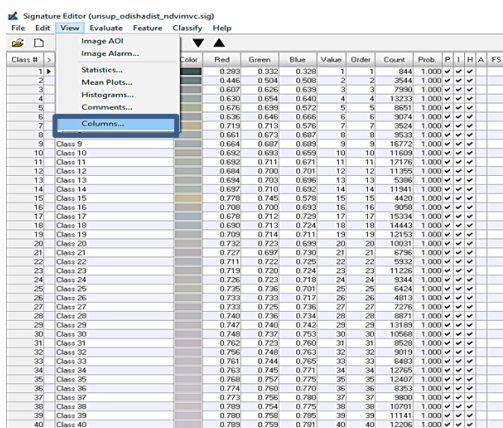 Signature Editor (unsup_odishadist_ndvimvc.sig)
File Edit View Evaluate Feature Classify Help
Image AOI
Image Alarm...
Statistics...
Mean Plots...
Histograms...
Comments...
Columns...
Class # > Color Red Green Blue Value Order Count Prob. P I H A FS
1 0.283 0.332 0.328 1 1 844 1.000
2 0.446 0.504 0.508 2 2 3544 1.000
3 0.607 0.626 0.639 3 3 7990 1.000
4 0.630 0.654 0.640 4 4 13233 1.000
5 0.676 0.699 0.572 5 5 8651 1.000
6 0.636 0.646 0.666 6 6 9074 1.000
7 0.719 0.713 0.576 7 7 3524 1.000
8 0.661 0.673 0.687 8 8 9533 1.000
9 Class 9 0.664 0.687 0.689 9 9 16772 1.000
10 Class 10 0.692 0.693 0.659 10 10 11609 1.000
11 Class 11 0.692 0.711 0.671 11 11 17176 1.000
12 Class 12 0.684 0.700 0.701 12 12 11355 1.000
13 Class 13 0.694 0.703 0.696 13 13 5386 1.000
14 Class 14 0.697 0.710 0.692 14 14 11941 1.000
15 Class 15 0.778 0.745 0.578 15 15 4420 1.000
16 Class 16 0.708 0.700 0.693 16 16 9058 1.000
17 Class 17 0.678 0.712 0.729 17 17 15334 1.000
18 Class 18 0.690 0.713 0.724 18 18 14443 1.000
19 Class 19 0.709 0.714 0.711 19 19 12153 1.000
20 Class 20 0.732 0.723 0.699 20 20 10031 1.000
21 Class 21 0.727 0.697 0.730 21 21 6796 1.000
22 Class 22 0.711 0.722 0.725 22 22 5932 1.000
23 Class 23 0.719 0.720 0.724 23 23 11226 1.000
24 Class 24 0.726 0.723 0.718 24 24 9344 1.000
25 Class 25 0.735 0.736 0.701 25 25 6424 1.000
26 Class 26 0.733 0.733 0.717 26 26 4813 1.000
27 Class 27 0.733 0.725 0.736 27 27 7276 1.000
28 Class 28 0.740 0.736 0.734 28 28 8871 1.000
29 Class 29 0.747 0.740 0.742 29 29 13189 1.000
30 Class 30 0.748 0.737 0.753 30 30 10568 1.000
31 Class 31 0.762 0.723 0.760 31 31 8528 1.000
32 Class 32 0.756 0.748 0.763 32 32 9019 1.000
33 Class 33 0.761 0.744 0.765 33 33 6483 1.000
34 Class 34 0.763 0.745 0.771 34 34 12765 1.000
35 Class 35 0.768 0.757 0.775 35 35 12407 1.000
36 Class 36 0.774 0.760 0.770 36 36 8353 1.000
37 Class 37 0.773 0.756 0.780 37 37 9800 1.000
38 Class 38 0.789 0.754 0.775 38 38 10701 1.000
39 Class 39 0.780 0.758 0.785 39 39 11141 1.000
40 Class 40 0.789 0.759 0.781 40 40 12206 1.000